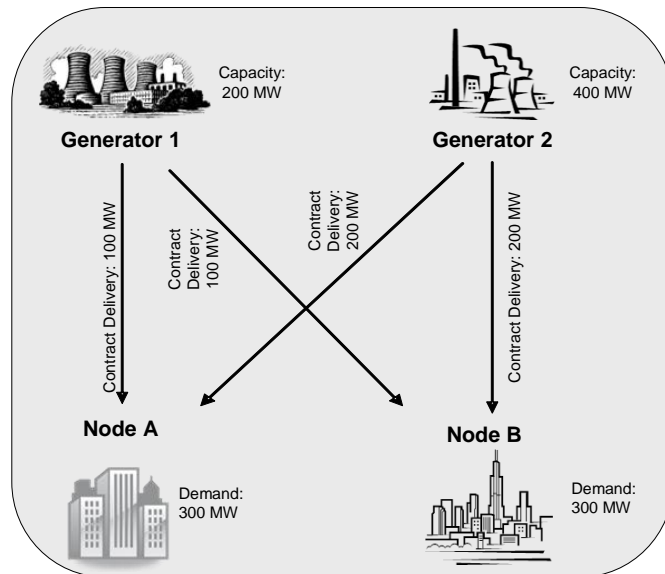 Capacity:
200 MW
Capacity:
400 MW
Generator 1
Generator 2
Contract Delivery: 100 MW
Contract
Delivery:
100 MW
Contract
Delivery:
200 MW
Contract Delivery: 200 MW
Node A
Node B
Demand:
300 MW
Demand:
300 MW